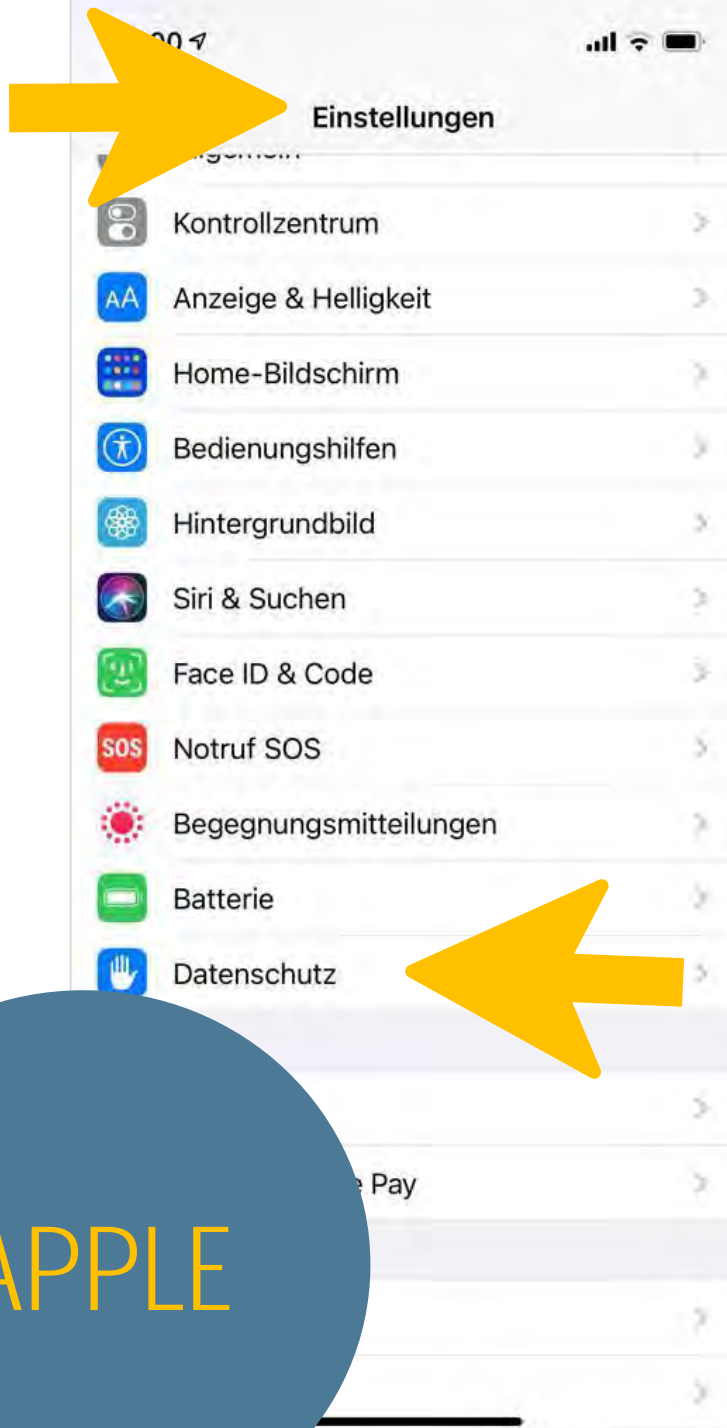 Einstellungen
Kontrollzentrum
AA
Anzeige & Helligkeit
Home-Bildschirm
Bedienungshilfen
Hintergrundbild
Siri & Suchen
Face ID & Code
SOS
Notruf SOS
Begegnungsmitteilungen
Batterie
Datenschutz
Pay
APPLE